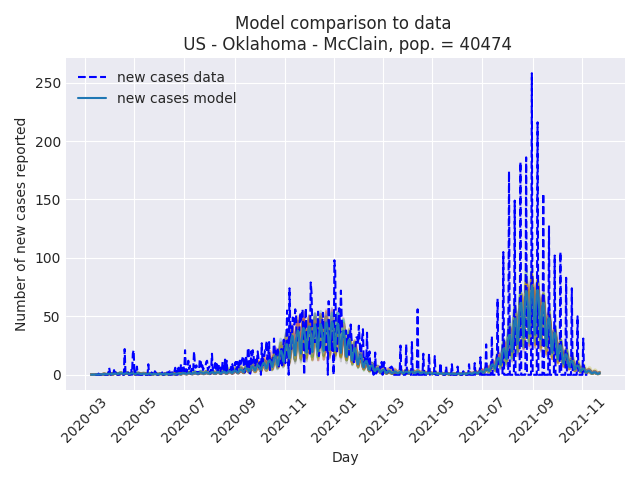 Model comparison to data
US - Oklahoma - McClain, pop. = 40474
new cases data
new cases model
Number of new cases reported
250
200
150
100
50
0
2020-03
2020-05
2020-07
2020-09
2020-11
2021-01
2021-03
2021-05
2021-07
2021-09
2021-11
Day